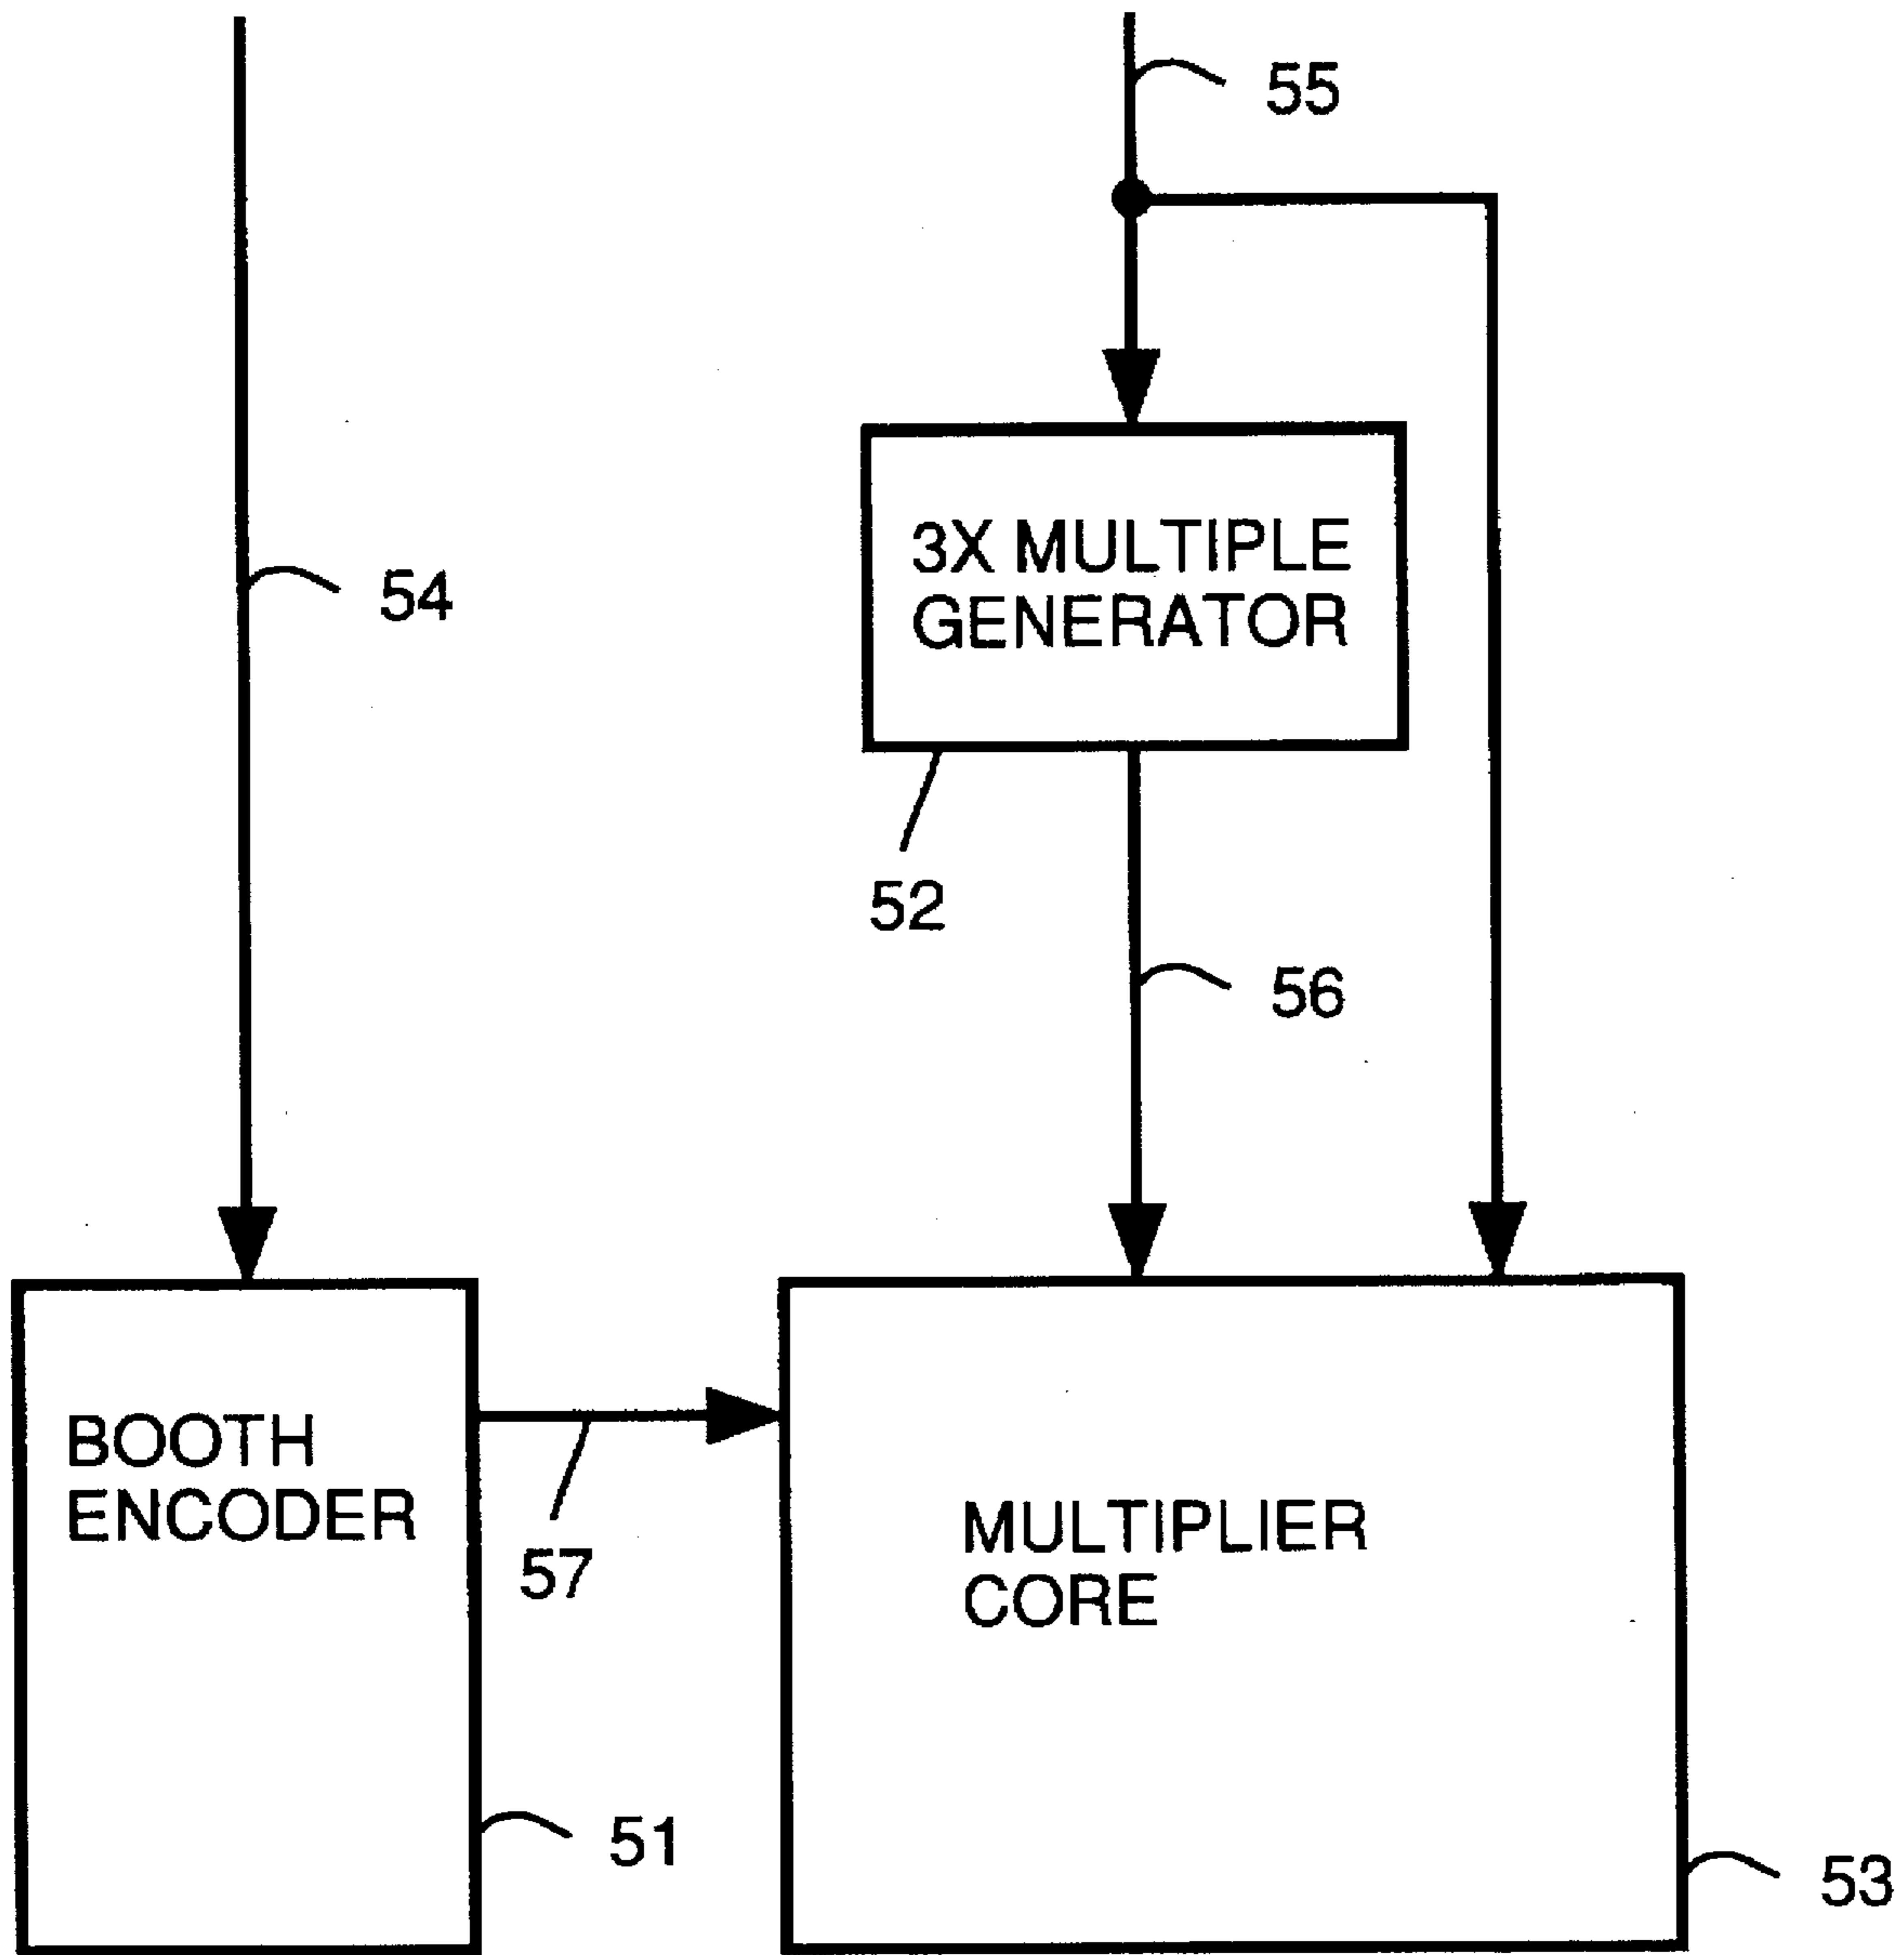 55
3X MULTIPLE
GENERATOR
54
52
56
BOOTH
ENCODER
57
MULTIPLIER
CORE
51
53